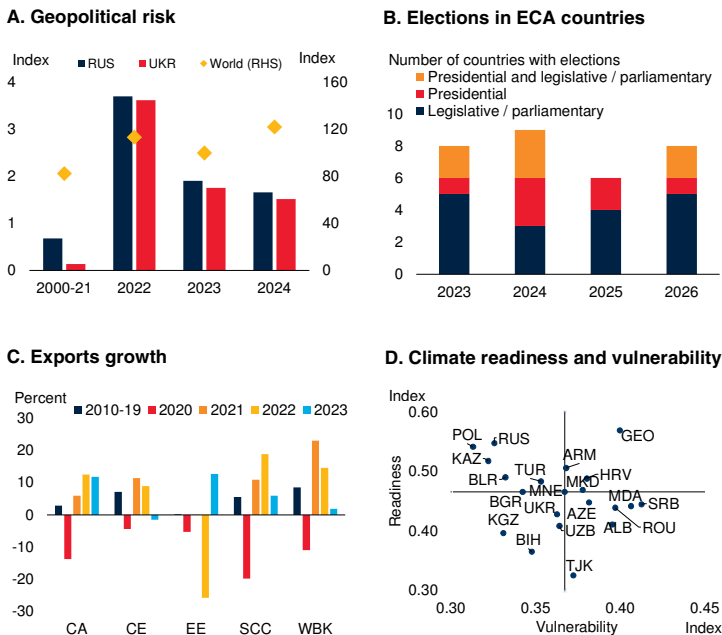 A. Geopolitical risk
Index
Index
RUS
UKR
World (RHS)
4
3
2
1
0
160
120
80
40
0
2000-21
2022
2023
2024
B. Elections in ECA countries
Number of countries with elections
Presidential and legislative / parliamentary
Presidential
Legislative / parliamentary
10
8
6
4
2
0
2023
2024
2025
2026
C. Exports growth
Percent
2010-19
2020
2021
2022
2023
30
20
10
0
-10
-20
-30
CA
CE
EE
SCC
WBK
D. Climate readiness and vulnerability
Index
Readiness
0.60
0.50
0.40
0.30
POL
RUS
GEO
KAZ
ARM
TUR
HRV
BLR
MKD
MNE
BGR
MDA
SRB
UKR
AZE
KGZ
UZB
ALB
ROU
BIH
TJK
0.30
0.35
0.40
0.45
Vulnerability
Index